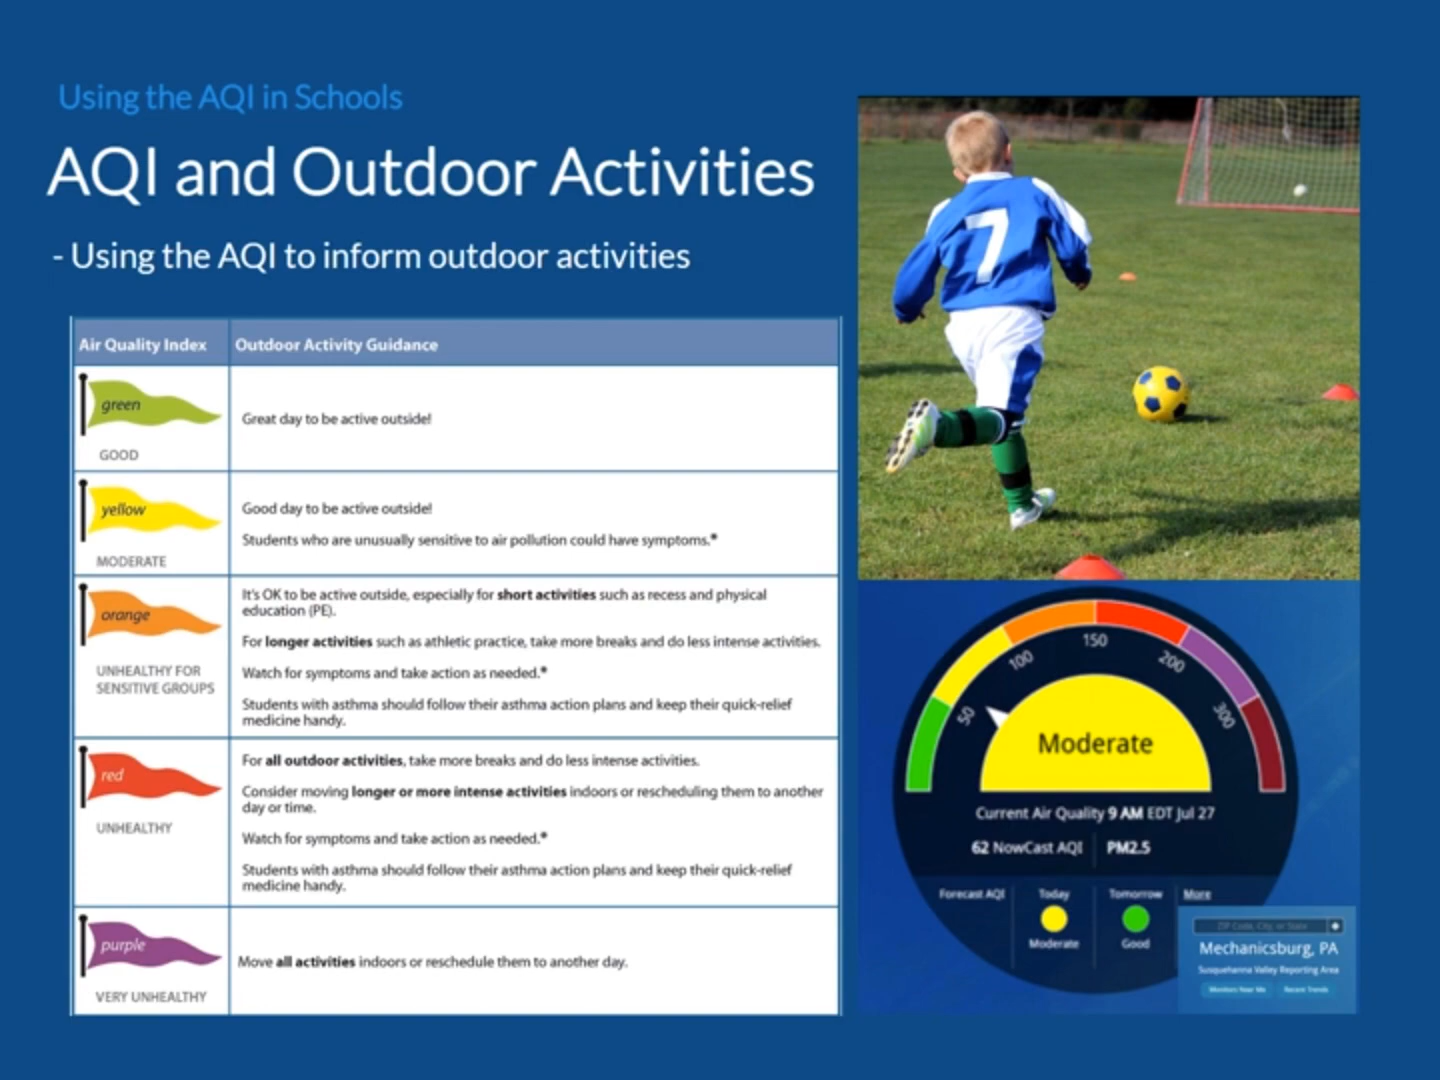 Using the AQI in Schools
AQI and Outdoor Activities
- Using the AQI to inform outdoor activities
Air Quality Index
Outdoor Activity Guidance
green
GOOD
Great day to be active outside!
yellow
MODERATE
Good day to be active outside!
Students who are unusually sensitive to air pollution could have symptoms.*
orange
UNHEALTHY FOR
SENSITIVE GROUPS
It's OK to be active outside, especially for short activities such as recess and physical
education (PE).
For longer activities such as athletic practice, take more breaks and do less intense activities.
Watch for symptoms and take action as needed.*
Students with asthma should follow their asthma action plans and keep their quick-relief
medicine handy.
red
UNHEALTHY
For all outdoor activities, take more breaks and do less intense activities.
Consider moving longer or more intense activities indoors or rescheduling them to another
day or time.
Watch for symptoms and take action as needed.*
Students with asthma should follow their asthma action plans and keep their quick-relief
medicine handy.
purple
VERY UNHEALTHY
Move all activities indoors or reschedule them to another day.
7
50
100
150
200
300
Moderate
Current Air Quality 9 AM EDT Jul 27
62 NowCast AQI
PM2.5
Forecast AQI
Today
Moderate
Tomorrow
Good
More
ZIP Code, City, or State
Mechanicsburg, PA
Susquehanna Valley Reporting Area
Monitors Near Me
Recent Trends